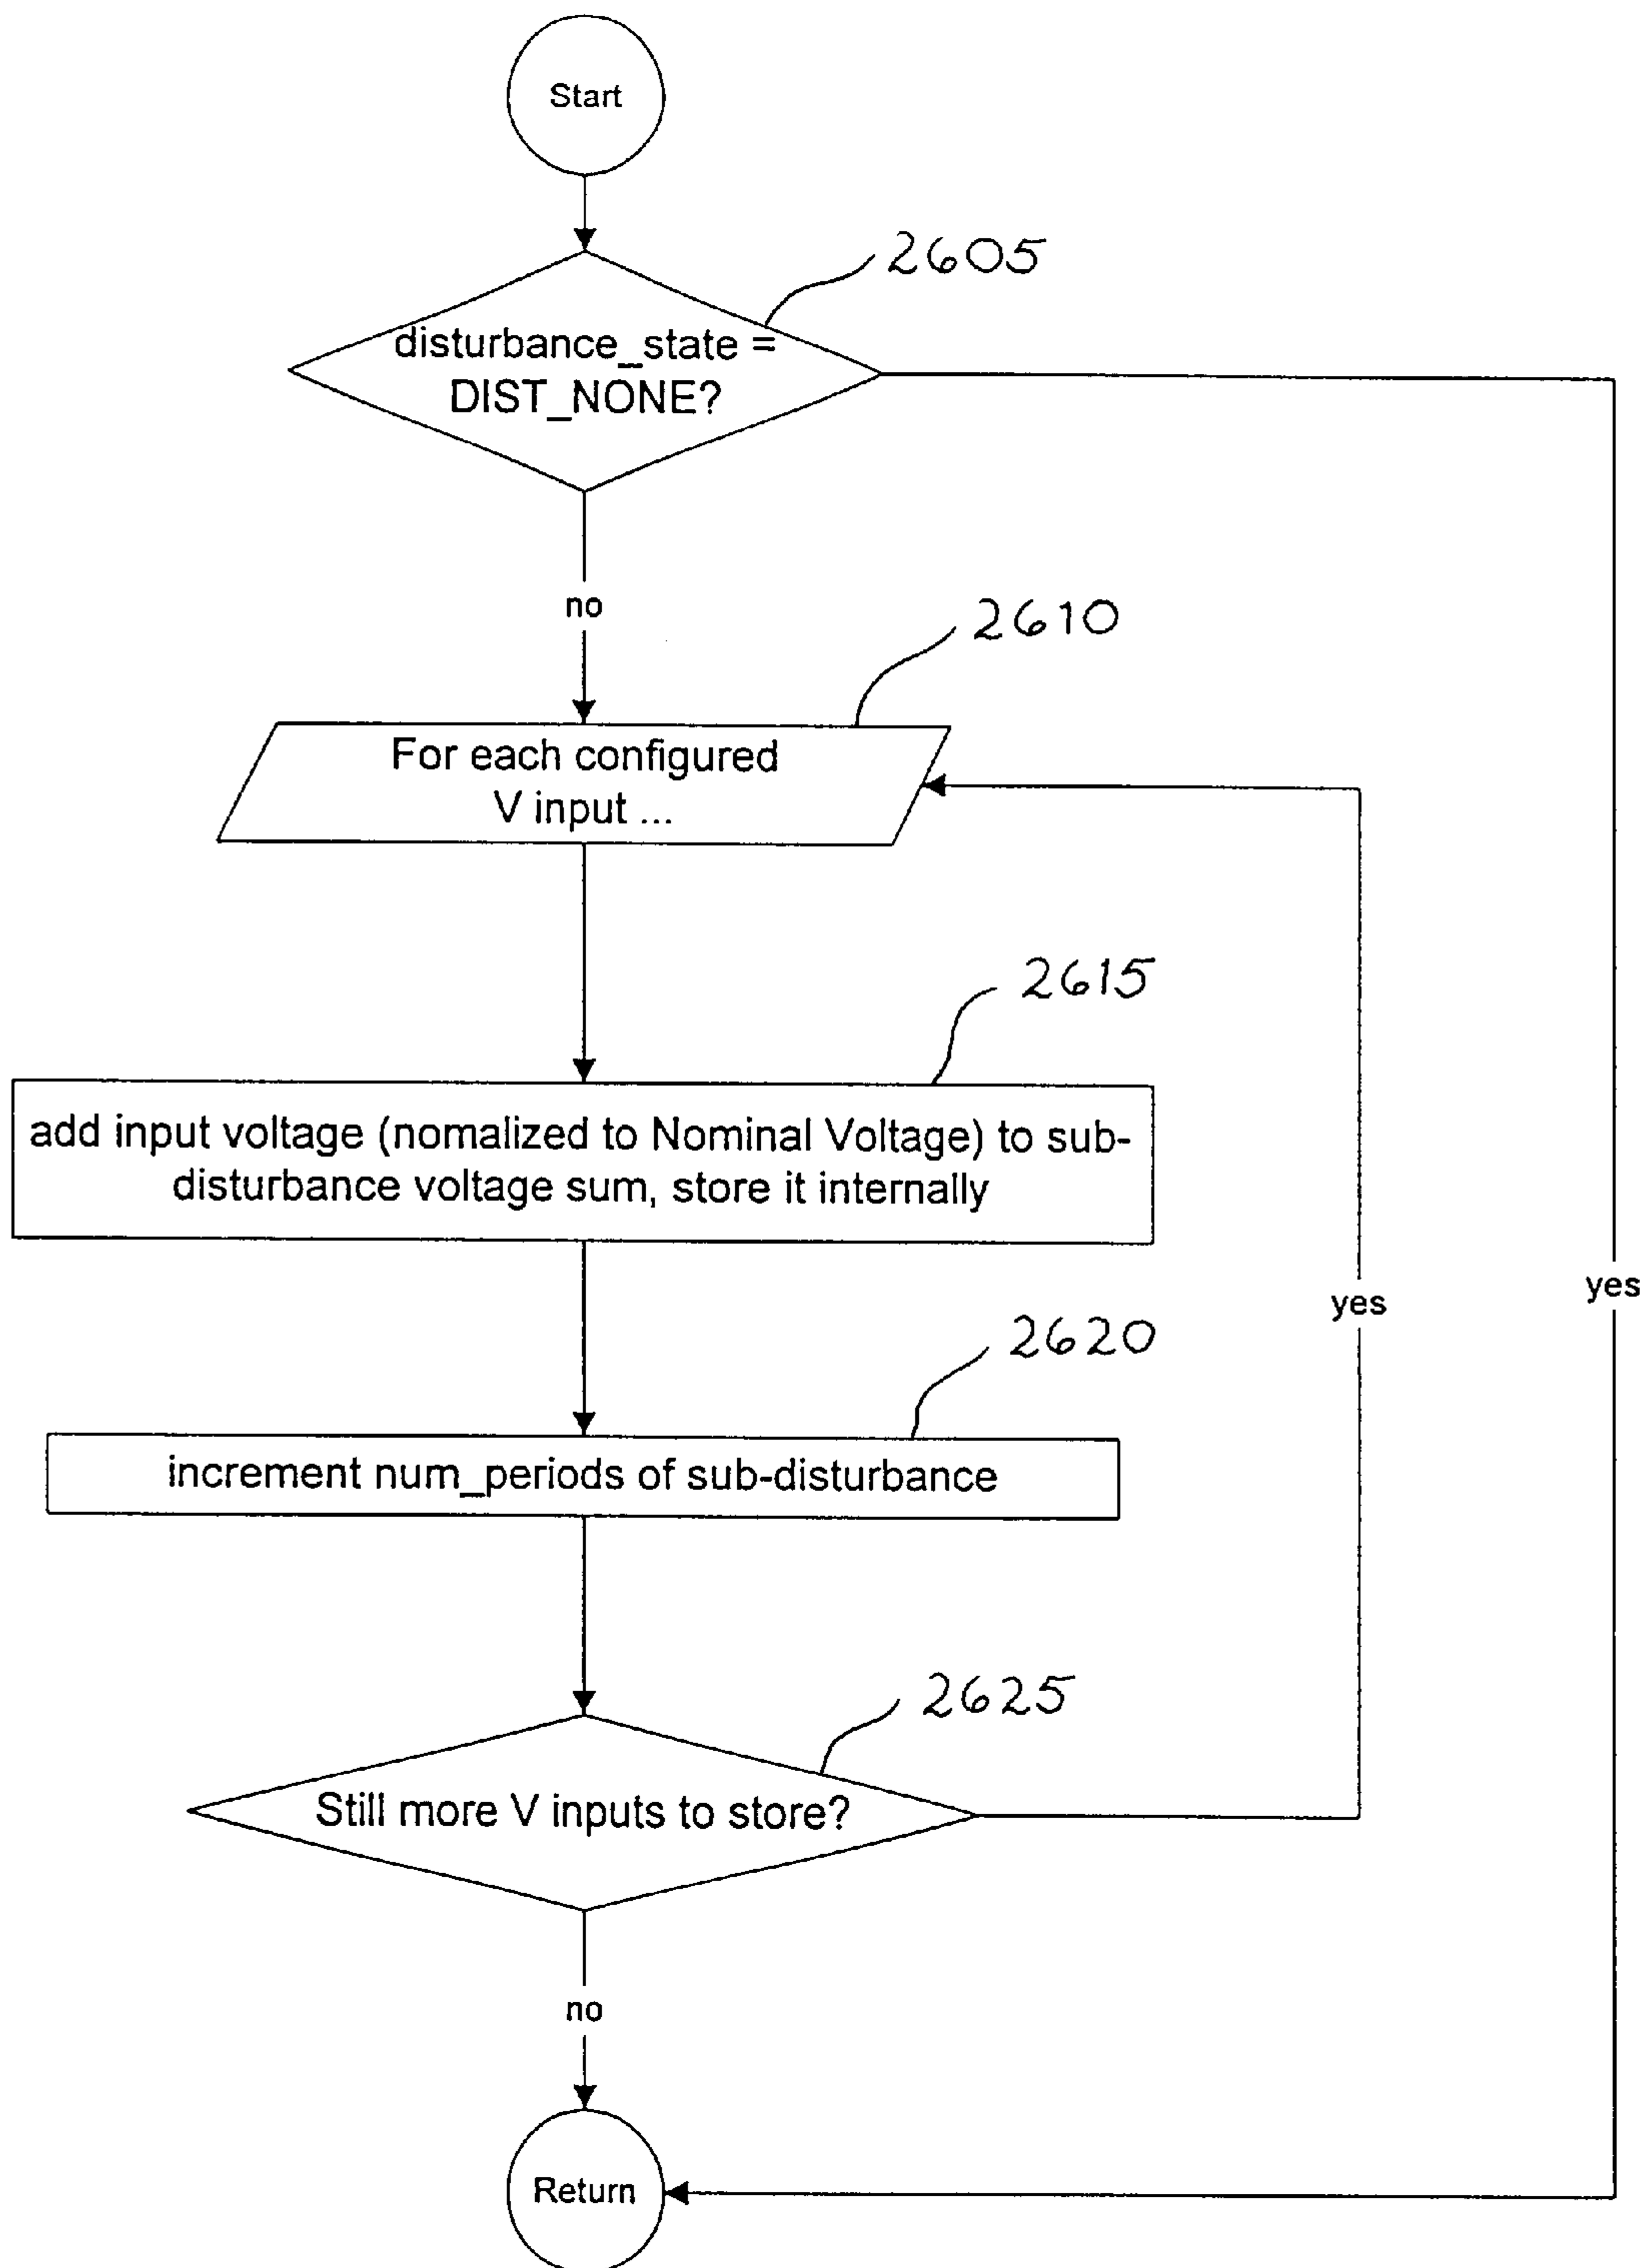 Start
2605
disturbance_state =
DIST_NONE?
no
2610
For each configured
V input ...
2615
add input voltage (nomalized to Nominal Voltage) to sub-
disturbance voltage sum, store it internally
yes
yes
2620
increment num_periods of sub-disturbance
2625
Still more V inputs to store?
no
Return